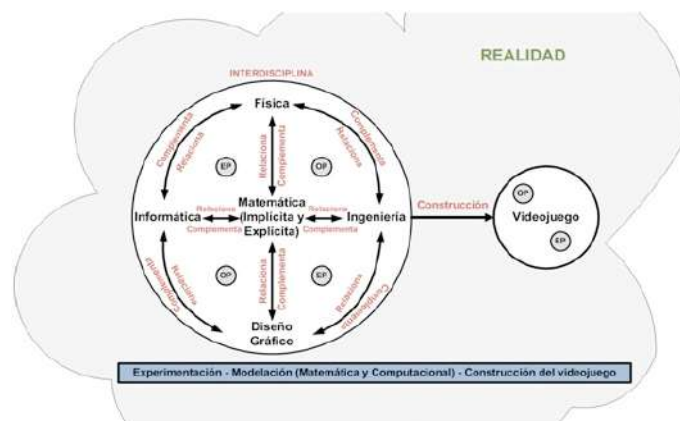 REALIDAD
INTERDISCIPLINA
Física
Complementa
Relaciona
Relaciona
Complementa
Complementa
Relaciona
EP
OP
Informática
Relaciona
Complementa
Matemática
(Implícita y
Explícita)
Relaciona
Complementa
Ingeniería
Construcción
OP
Videojuego
EP
Complementa
Relaciona
OP
Relaciona
Complementa
EP
Relaciona
Complementa
Diseño
Gráfico
Experimentación - Modelación (Matemática y Computacional) - Construcción del videojuego